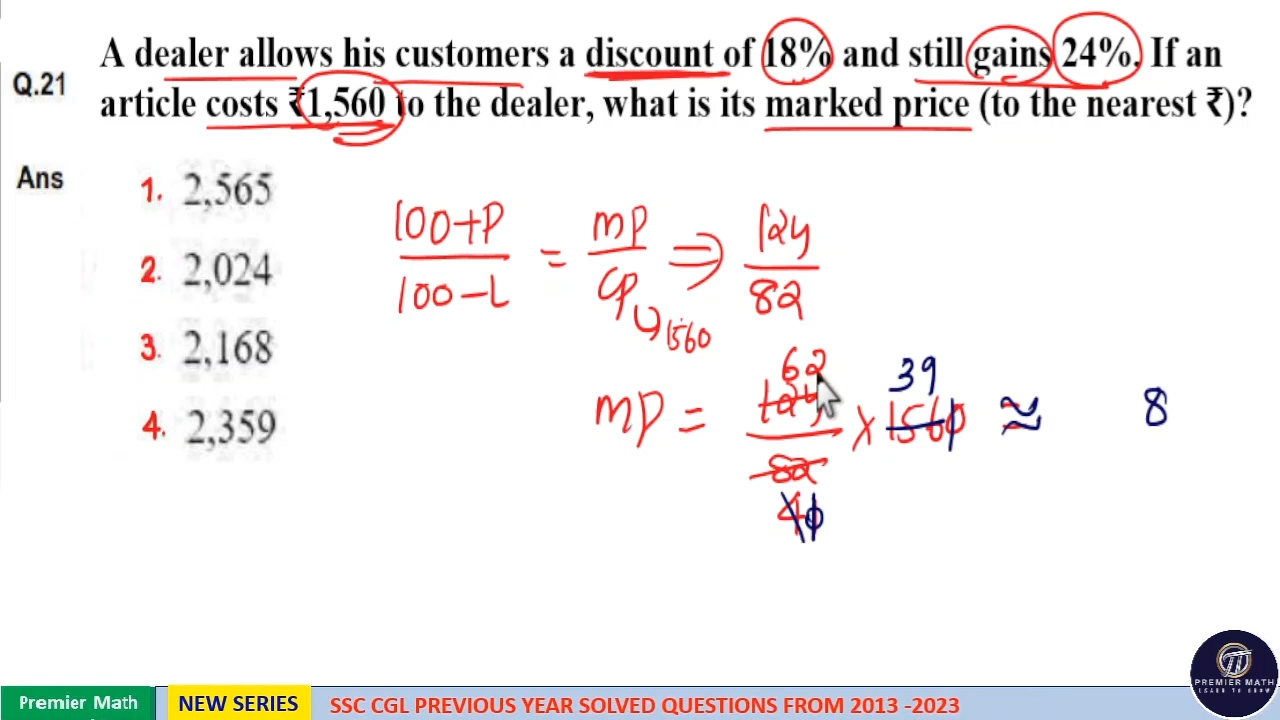 A dealer allows his customers a discount of 18% and still gains 24%. If an
Q.21
article costs ₹1,560 to the dealer, what is its marked price (to the nearest ₹)?
Ans
1. 2,565
2. 2,024
3. 2,168
4. 2,359
100+P / 100-L = MP / CP ⇒ 124 / 82
1560
62 39
MP = 124 / 82 × 1560 ≈ 8
41
PREMIER MATH
LEARN TO GROW
Premier Math
NEW SERIES
SSC CGL PREVIOUS YEAR SOLVED QUESTIONS FROM 2013 -2023